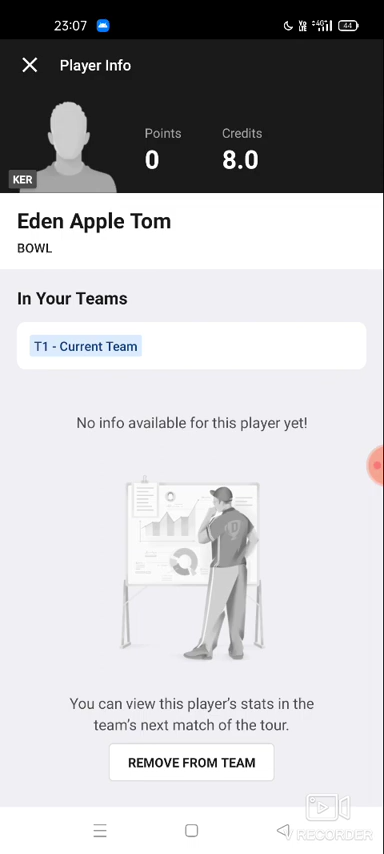 23:07
44
Player Info
Points
Credits
0
8.0
KER
Eden Apple Tom
BOWL
In Your Teams
T1 - Current Team
No info available for this player yet!
You can view this player's stats in the
team's next match of the tour.
REMOVE FROM TEAM
RECORDER